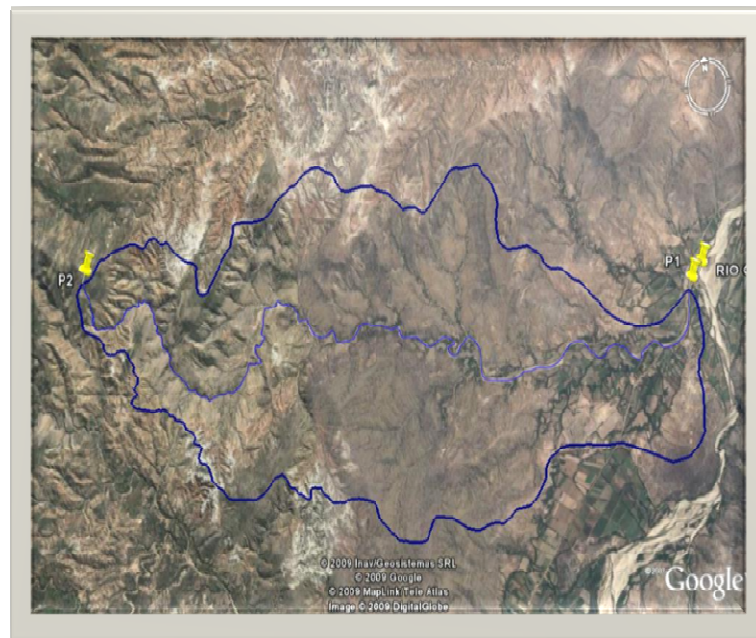 N
P2
P1
RIO
© 2009 Inav/Geosistemas SRL
© 2009 Google
© 2009 MapLink/Tele Atlas
Image © 2009 DigitalGlobe
Google